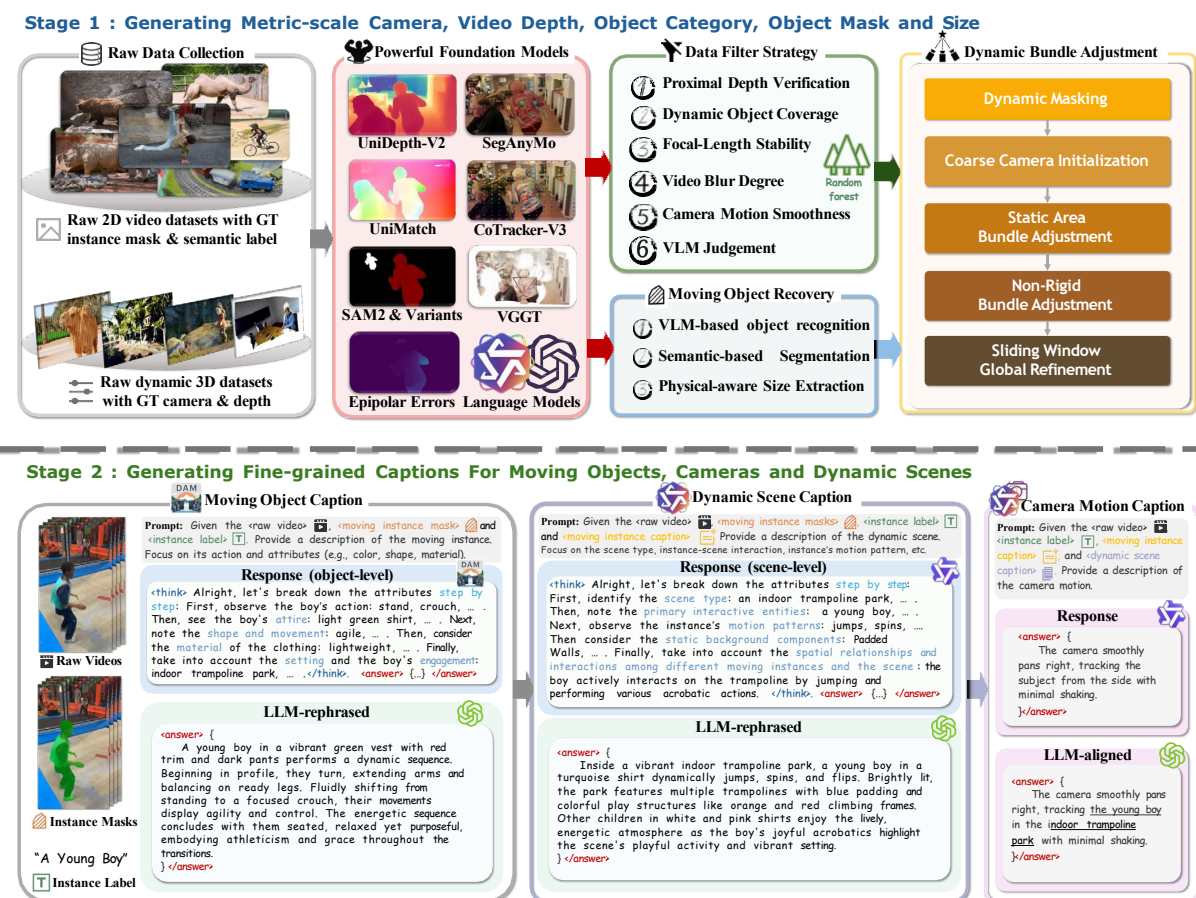 Stage 1 : Generating Metric-scale Camera, Video Depth, Object Category, Object Mask and Size
Raw Data Collection
Raw 2D video datasets with GT
instance mask & semantic label
Raw dynamic 3D datasets
with GT camera & depth
Powerful Foundation Models
UniDepth-V2
SegAnyMo
UniMatch
CoTracker-V3
SAM2 & Variants
VGGT
Epipolar Errors
Language Models
Data Filter Strategy
1 Proximal Depth Verification
2 Dynamic Object Coverage
3 Focal-Length Stability
4 Video Blur Degree
5 Camera Motion Smoothness
6 VLM Judgement
Random
forest
Moving Object Recovery
1 VLM-based object recognition
2 Semantic-based Segmentation
3 Physical-aware Size Extraction
Dynamic Bundle Adjustment
Dynamic Masking
Coarse Camera Initialization
Static Area
Bundle Adjustment
Non-Rigid
Bundle Adjustment
Sliding Window
Global Refinement
Stage 2 : Generating Fine-grained Captions For Moving Objects, Cameras and Dynamic Scenes
Raw Videos
Instance Masks
"A Young Boy"
T Instance Label
DAM
Moving Object Caption
Prompt: Given the <raw video> , <moving instance mask> and
<instance label> T. Provide a description of the moving instance.
Focus on its action and attributes (e.g., color, shape, material).
DAM
Response (object-level)
<think> Alright, let's break down the attributes step by
step: First, observe the boy's action: stand, crouch, … .
Then, see the boy's attire: light green shirt, … . Next,
note the shape and movement: agile, … . Then, consider
the material of the clothing: lightweight, … . Finally,
take into account the setting and the boy's engagement:
indoor trampoline park, … .</think>. <answer> {…} </answer>
LLM-rephrased
<answer> {
A young boy in a vibrant green vest with red
trim and dark pants performs a dynamic sequence.
Beginning in profile, they turn, extending arms and
balancing on ready legs. Fluidly shifting from
standing to a focused crouch, their movements
display agility and control. The energetic sequence
concludes with them seated, relaxed yet purposeful,
embodying athleticism and grace throughout the
transitions.
} </answer>
Dynamic Scene Caption
Prompt: Given the <raw video> , <moving instance masks> , <instance label> T
and <moving instance caption> Provide a description of the dynamic scene.
Focus on the scene type, instance-scene interaction, instance's motion pattern, etc.
Response (scene-level)
<think> Alright, let's break down the attributes step by step:
First, identify the scene type: an indoor trampoline park, … .
Then, note the primary interactive entities: a young boy, … .
Next, observe the instance's motion patterns: jumps, spins, ….
Then consider the static background components: Padded
Walls, … . Finally, take into account the spatial relationships and
interactions among different moving instances and the scene : the
boy actively interacts on the trampoline by jumping and
performing various acrobatic actions. </think>. <answer> {…} </answer>
LLM-rephrased
<answer> {
Inside a vibrant indoor trampoline park, a young boy in a
turquoise shirt dynamically jumps, spins, and flips. Brightly lit,
the park features multiple trampolines with blue padding and
colorful play structures like orange and red climbing frames.
Other children in white and pink shirts enjoy the lively,
energetic atmosphere as the boy's joyful acrobatics highlight
the scene's playful activity and vibrant setting.
} </answer>
Camera Motion Caption
Prompt: Given the <raw video>
<instance label> T, <moving instance
caption> , and <dynamic scene
caption> . Provide a description of
the camera motion.
Response
<answer> {
The camera smoothly
pans right, tracking the
subject from the side with
minimal shaking.
}</answer>
LLM-aligned
<answer> {
The camera smoothly pans
right, tracking the young boy
in the indoor trampoline
park with minimal shaking.
}</answer>